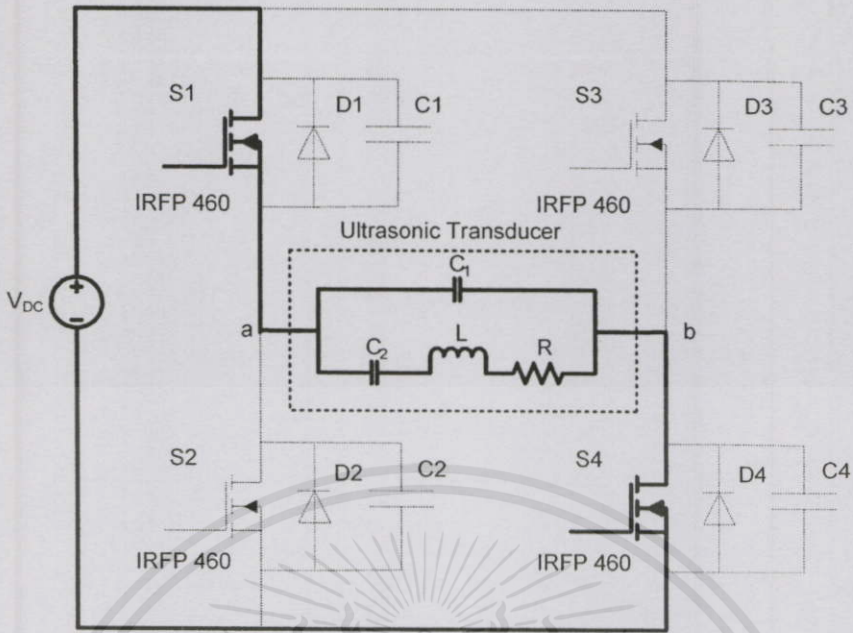 S1
D1
C1
IRFP 460
S3
D3
C3
IRFP 460
Ultrasonic Transducer
C₁
V_DC
+
-
a
b
C₂
L
R
S2
D2
C2
IRFP 460
S4
D4
C4
IRFP 460